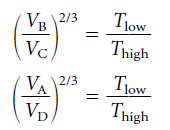 (V_B / V_C)^{2/3} = T_low / T_high
(V_A / V_D)^{2/3} = T_low / T_high